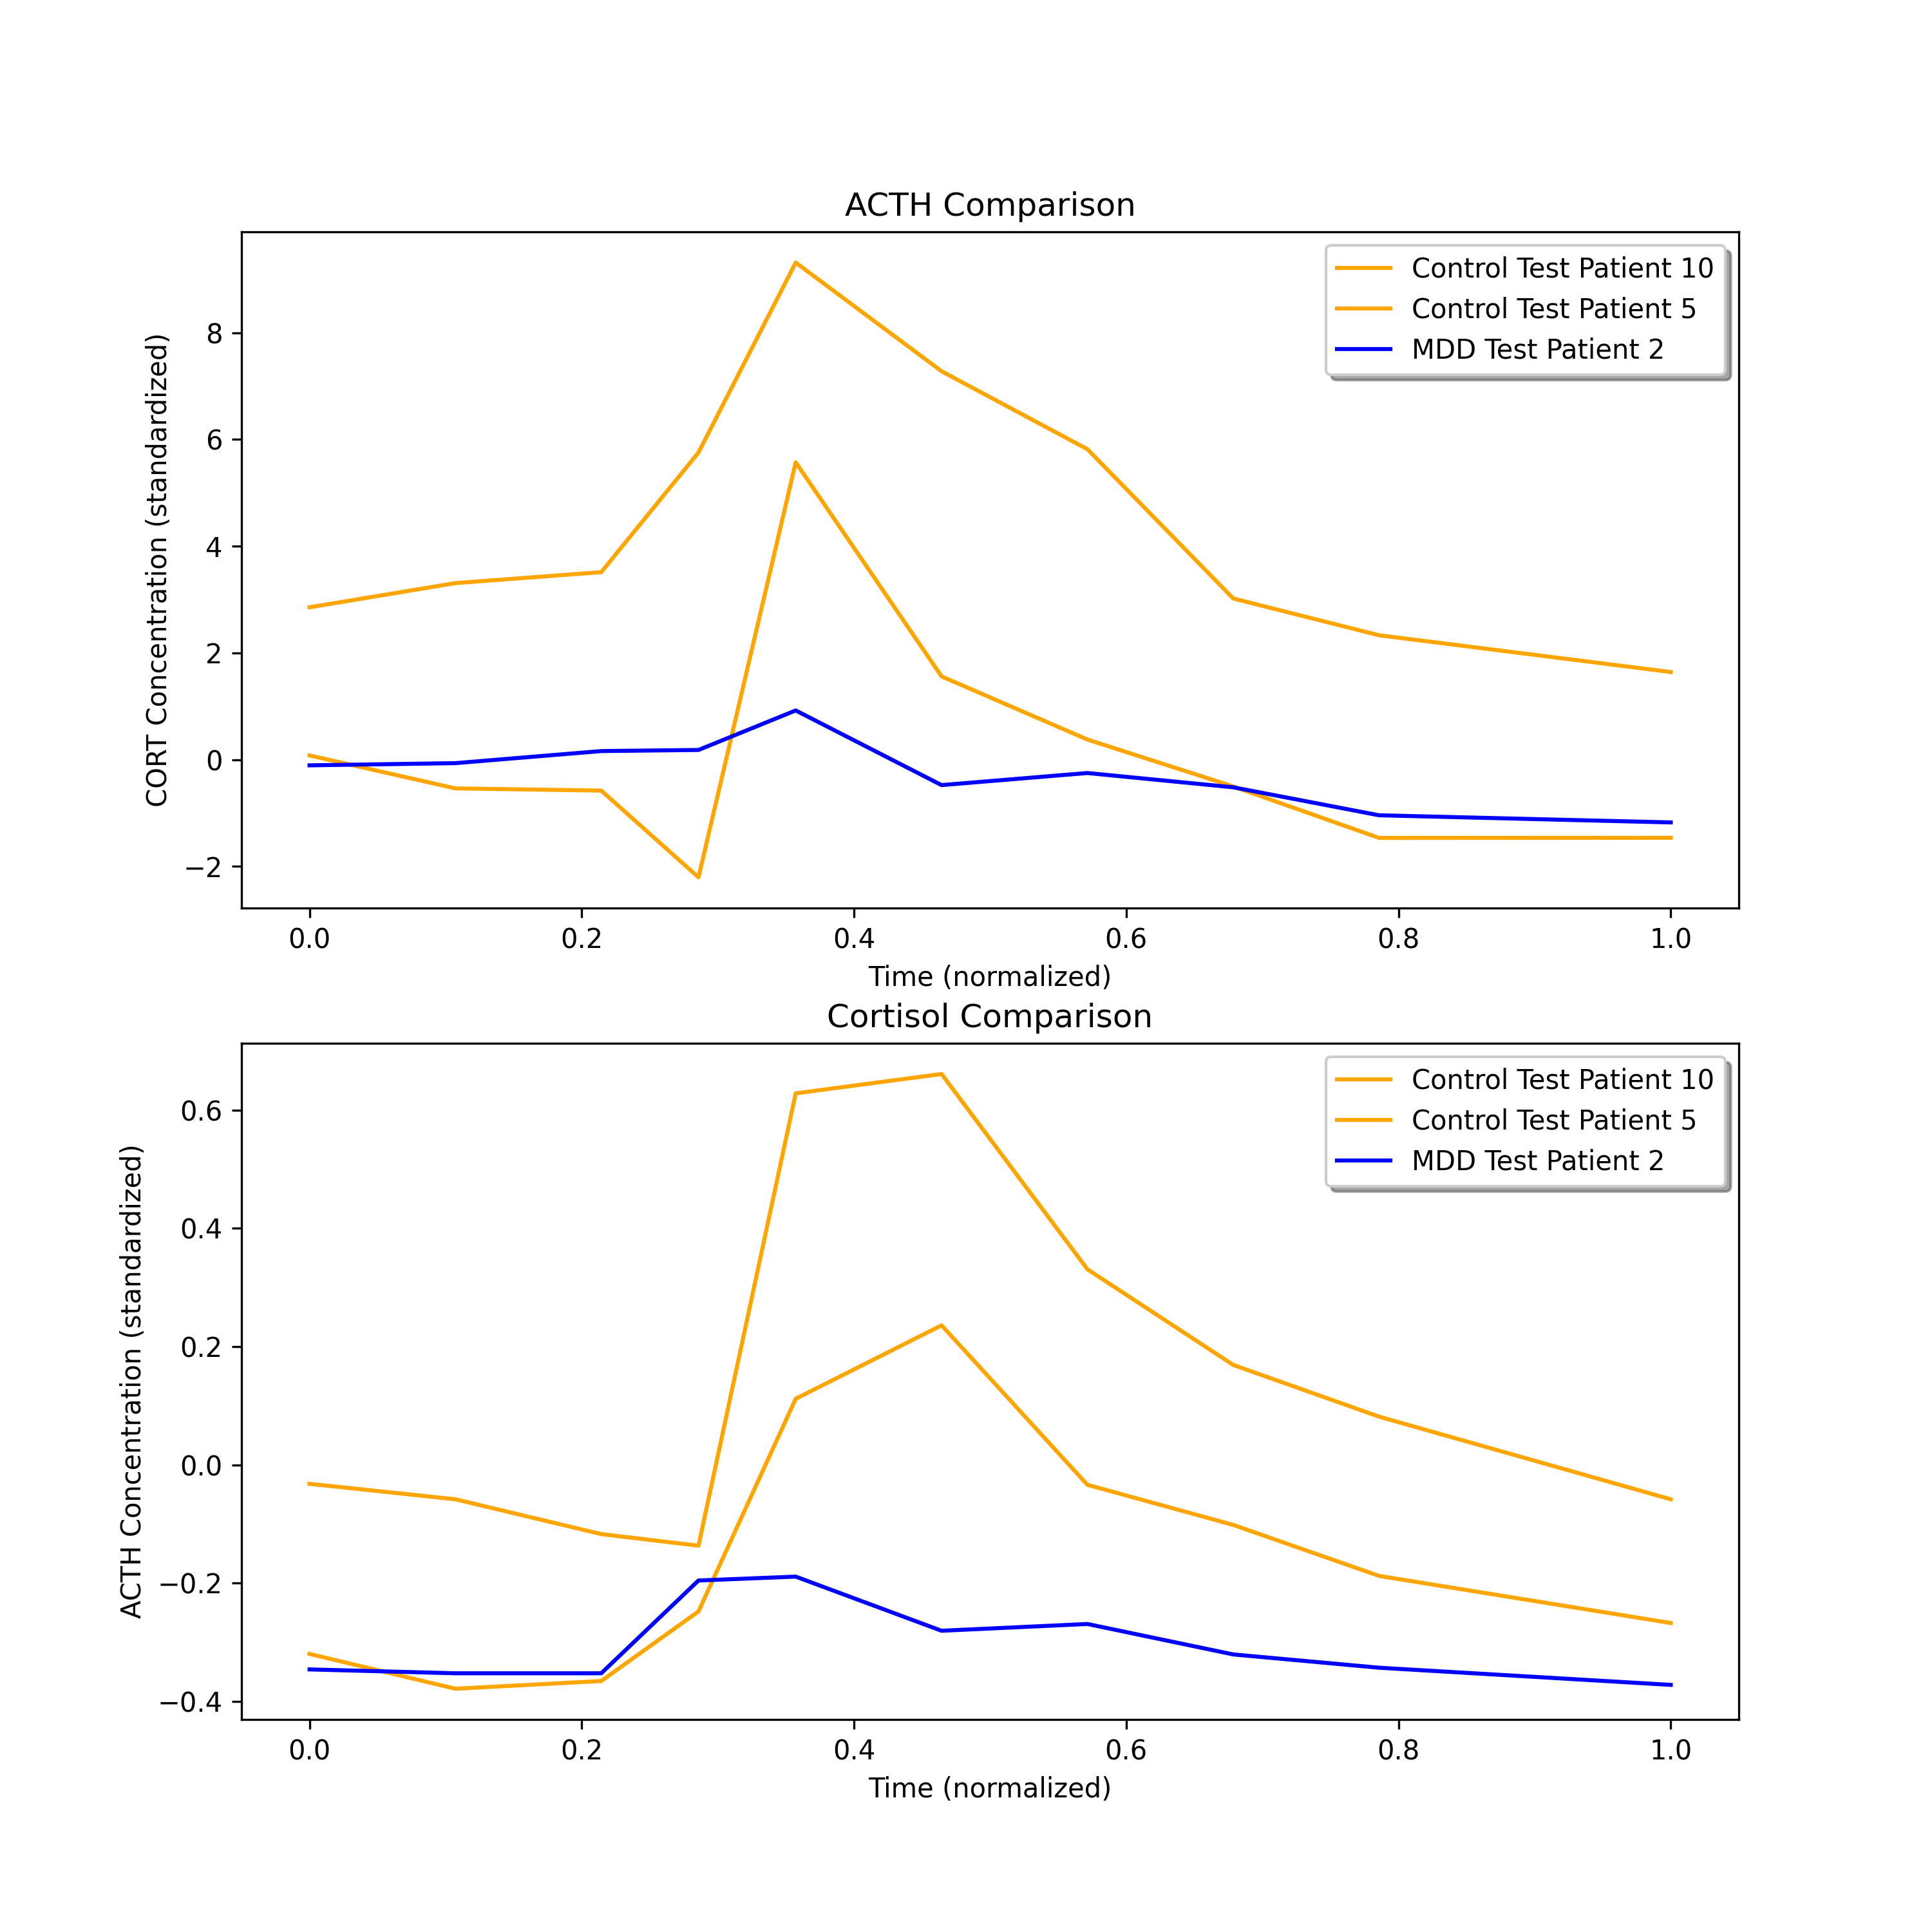 ACTH Comparison
Control Test Patient 10
Control Test Patient 5
MDD Test Patient 2
CORT Concentration (standardized)
8
6
4
2
0
−2
0.0 0.2 0.4 0.6 0.8 1.0
Time (normalized)
Cortisol Comparison
Control Test Patient 10
Control Test Patient 5
MDD Test Patient 2
ACTH Concentration (standardized)
0.6
0.4
0.2
0.0
−0.2
−0.4
0.0 0.2 0.4 0.6 0.8 1.0
Time (normalized)